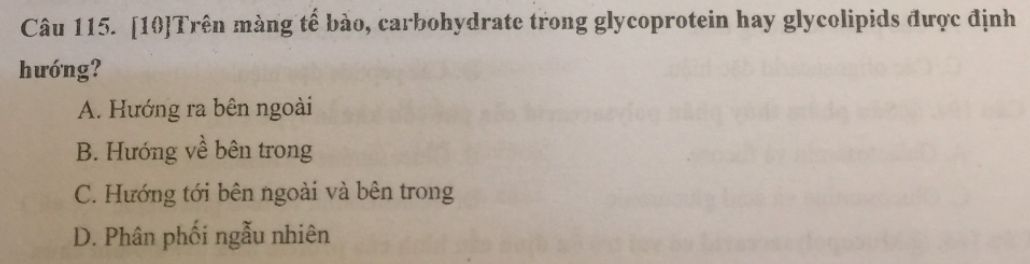 Câu 115. [10]Trên màng tế bào, carbohydrate trong glycoprotein hay glycolipids được định
hướng?
A. Hướng ra bên ngoài
B. Hướng về bên trong
C. Hướng tới bên ngoài và bên trong
D. Phân phối ngẫu nhiên